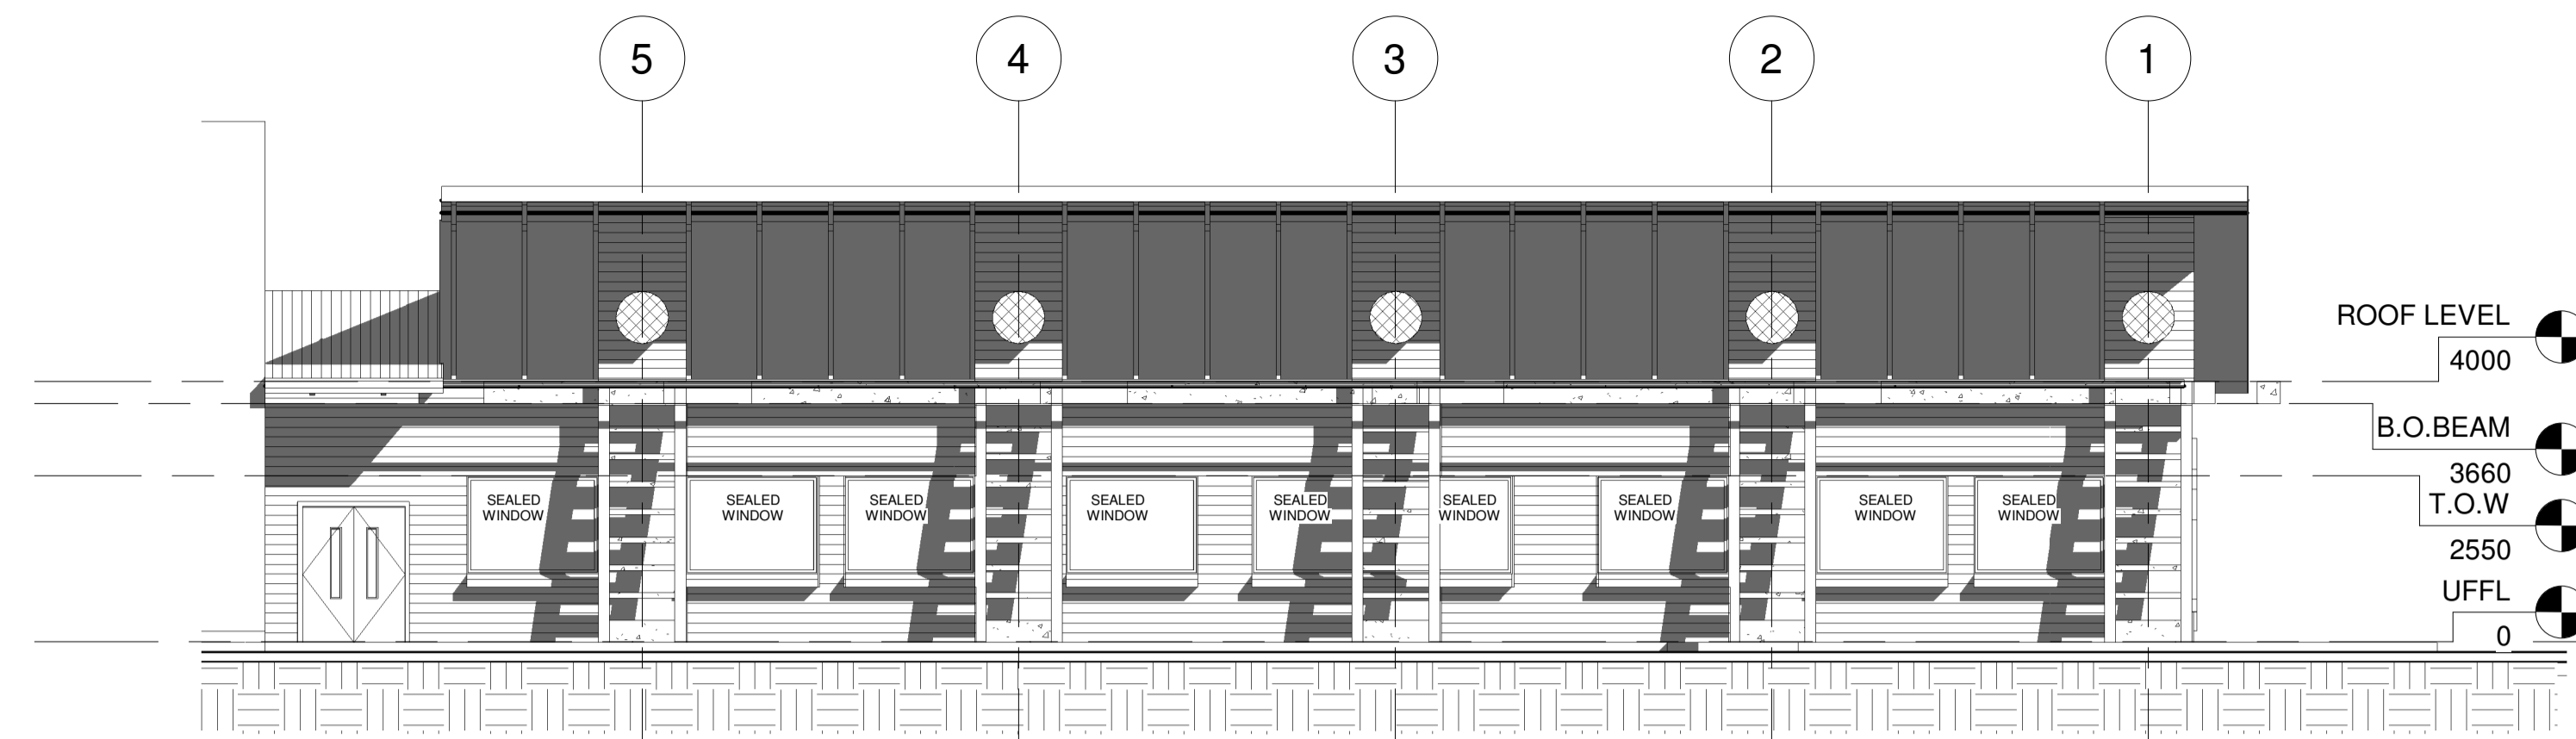 5
4
3
2
1
ROOF LEVEL
4000
B.O.BEAM
3660
T.O.W
2550
UFFL
0
SEALED
WINDOW
SEALED
WINDOW
SEALED
WINDOW
SEALED
WINDOW
SEALED
WINDOW
SEALED
WINDOW
SEALED
WINDOW
SEALED
WINDOW
SEALED
WINDOW